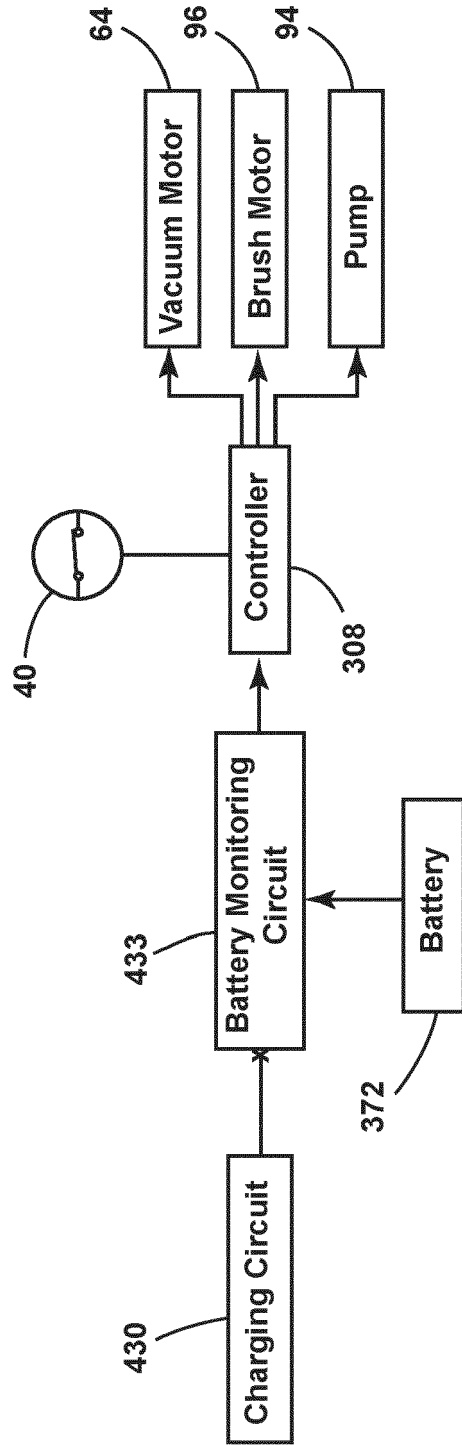 40
64
Vacuum Motor
96
Brush Motor
94
Pump
Controller
308
433
Battery Monitoring
Circuit
Battery
372
430
Charging Circuit